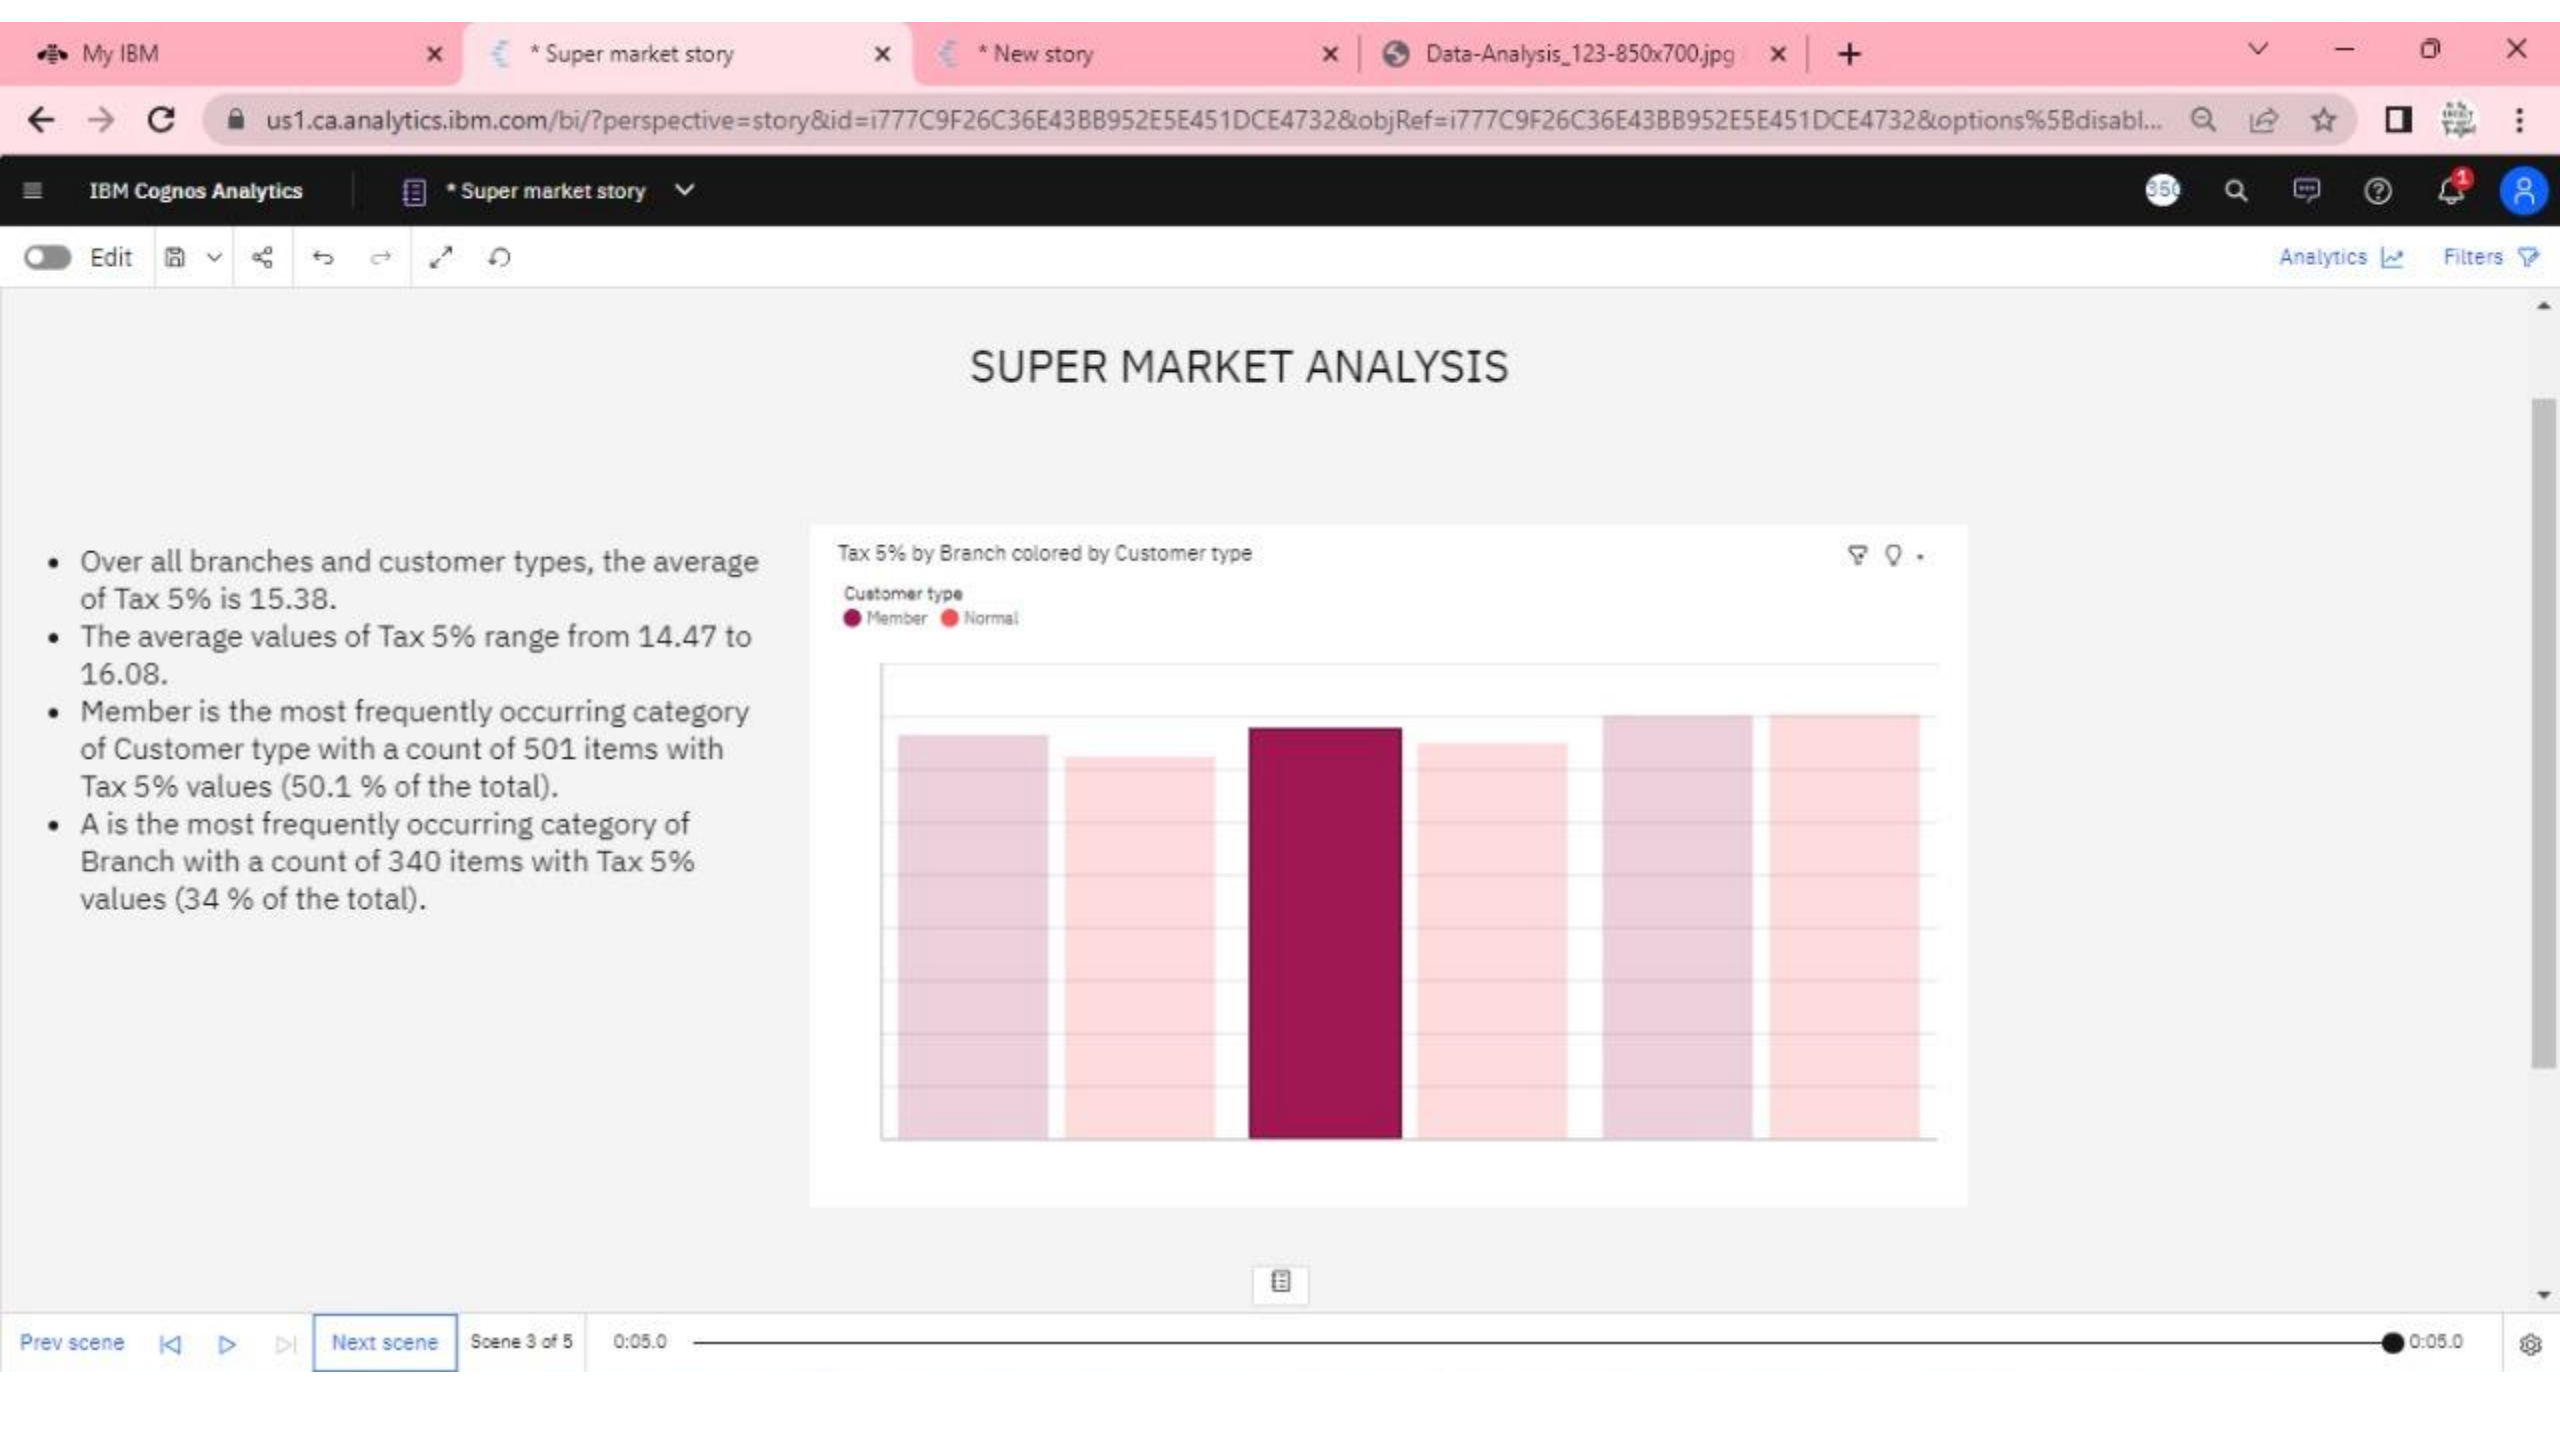 My IBM
* Super market story
* New story
Data-Analysis_123-850x700.jpg
us1.ca.analytics.ibm.com/bi/?perspective=story&id=i777C9F26C36E43BB952E5E451DCE4732&objRef=i777C9F26C36E43BB952E5E451DCE4732&options%5Bdisabl...
IBM Cognos Analytics
* Super market story
1
Edit
Analytics
Filters
SUPER MARKET ANALYSIS
• Over all branches and customer types, the average
of Tax 5% is 15.38.
• The average values of Tax 5% range from 14.47 to
16.08.
• Member is the most frequently occurring category
of Customer type with a count of 501 items with
Tax 5% values (50.1 % of the total).
• A is the most frequently occurring category of
Branch with a count of 340 items with Tax 5%
values (34 % of the total).
Tax 5% by Branch colored by Customer type
Customer type
Member
Normal
Prev scene
Next scene
Scene 3 of 5
0:05.0
0:05.0